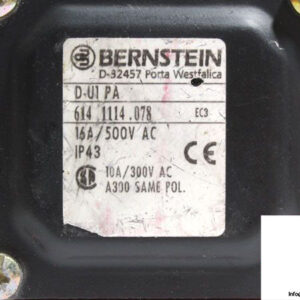 BERNSTEIN
D-32457 Porta Westfalica
D-U1 PA
614.1114.078 EC3
16A/500V AC
IP43 CE
10A/300V AC
A300 SAME POL.